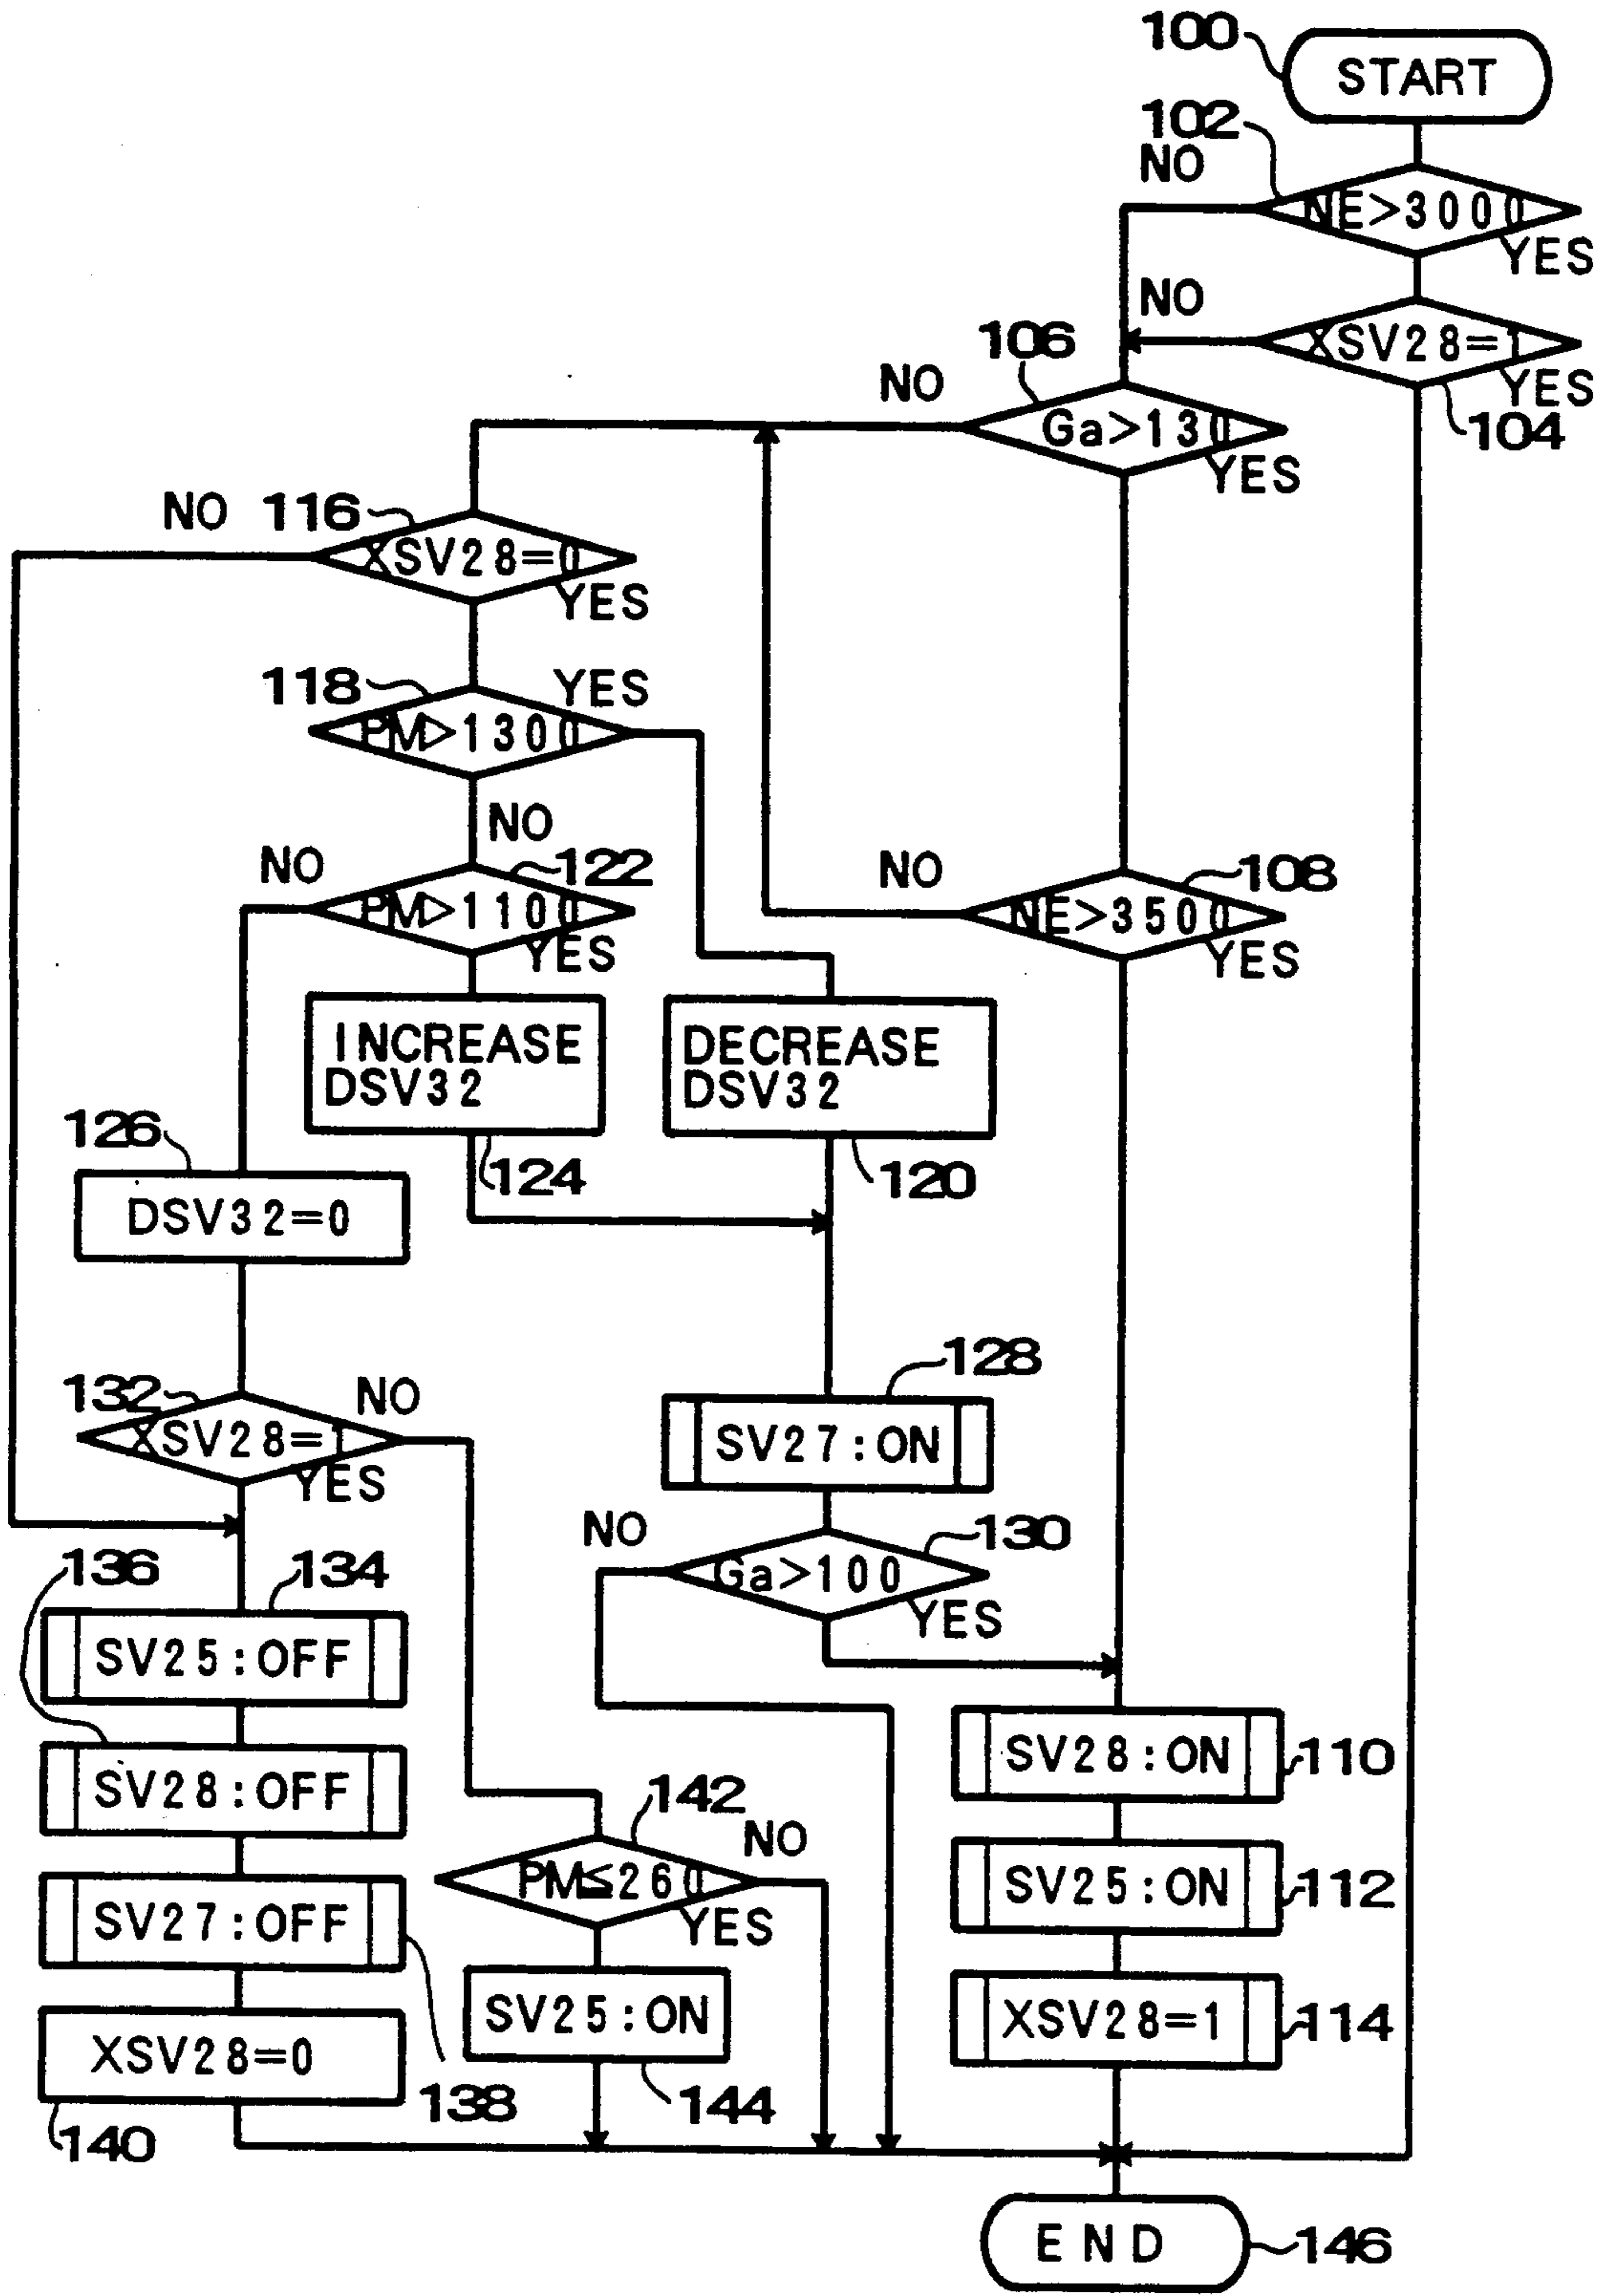 100
START
102
NO
NE>3000
YES
NO
XSV28=1
YES
104
106
NO
Ga>130
YES
NO
116
XSV28=0
YES
118
YES
PM>1300
NO
NO
122
PM>1100
YES
NO
108
NE>3500
YES
INCREASE
DSV32
124
DECREASE
DSV32
120
126
DSV32=0
128
SV27:ON
132
NO
XSV28=1
YES
NO
130
Ga>100
YES
136
134
SV25:OFF
SV28:OFF
SV27:OFF
138
XSV28=0
140
142
NO
PM≦260
YES
SV25:ON
144
SV28:ON
110
SV25:ON
112
XSV28=1
114
END
146